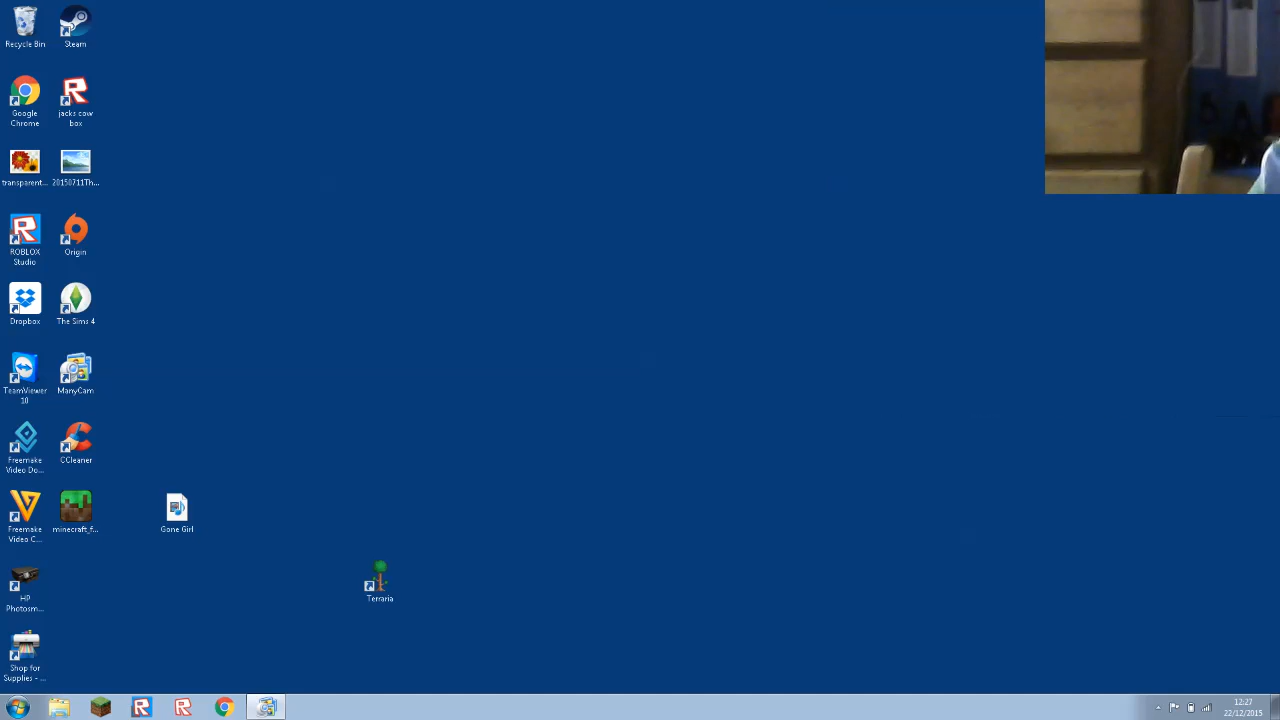 Recycle Bin
Steam
Google
Chrome
jacks cow
box
transparent...
20150711Th...
ROBLOX
Studio
Origin
Dropbox
The Sims 4
TeamViewer
10
ManyCam
Freemake
Video Do...
CCleaner
Freemake
Video C...
minecraft_f...
Gone Girl
HP
Photosm...
Terraria
Shop for
Supplies - ...
12:27
22/12/2015